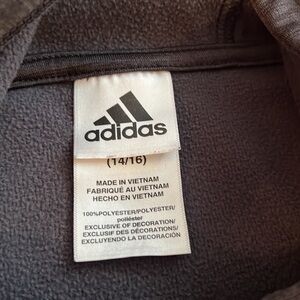 adidas
(14/16)
MADE IN VIETNAM
FABRIQUÉ AU VIETNAM
HECHO EN VIETNAM
100%POLYESTER/POLYESTER/
poliéster
EXCLUSIVE OF DECORATION/
EXCLUSIF DES DÉCORATIONS/
EXCLUYENDO LA DECORACIÓN